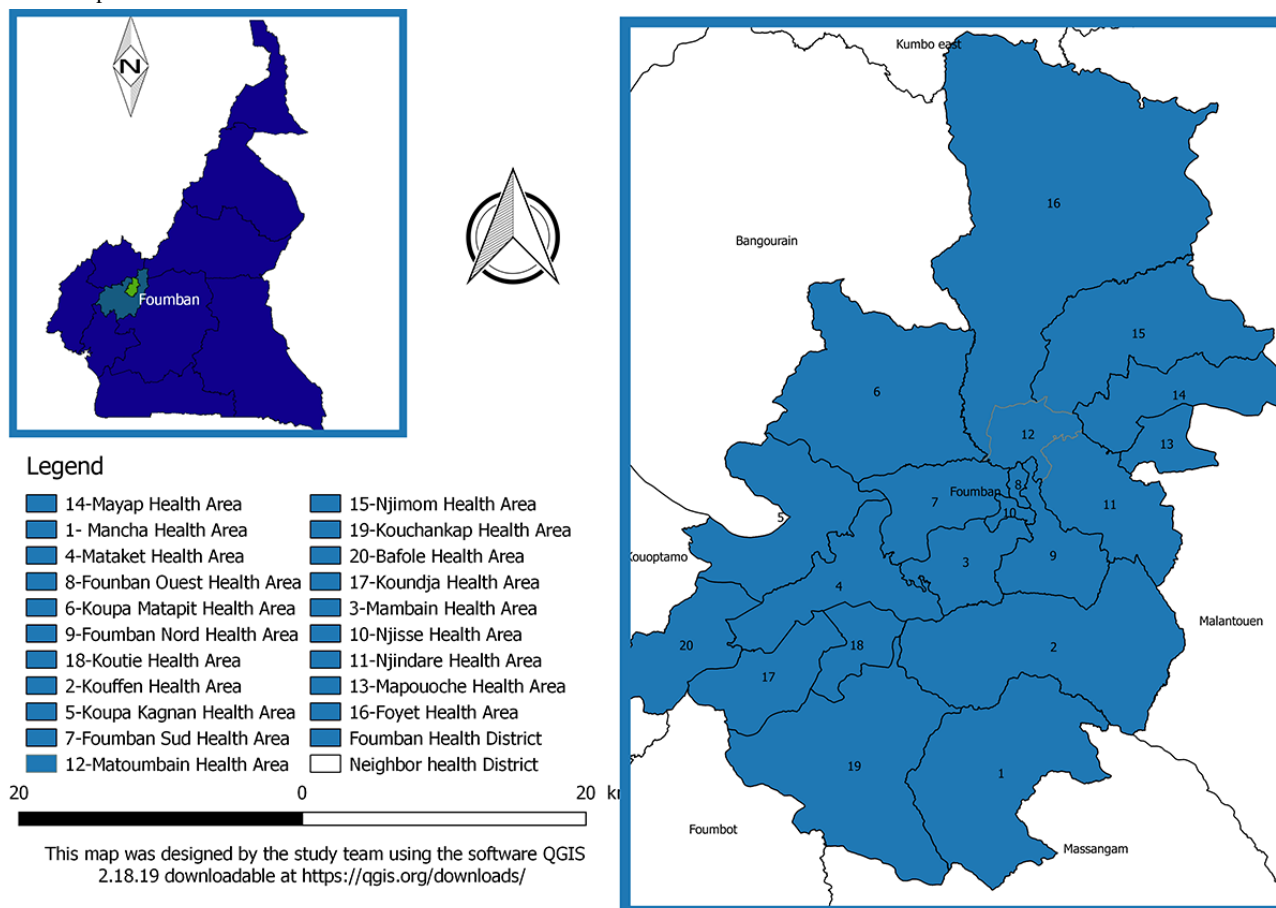 N
Foumban
Legend
14-Mayap Health Area
1- Mancha Health Area
4-Mataket Health Area
8-Founban Ouest Health Area
6-Koupa Matapit Health Area
9-Foumban Nord Health Area
18-Koutie Health Area
2-Kouffen Health Area
5-Koupa Kagnan Health Area
7-Foumban Sud Health Area
12-Matoumbain Health Area
15-Njimom Health Area
19-Kouchankap Health Area
20-Bafole Health Area
17-Koundja Health Area
3-Mambain Health Area
10-Njisse Health Area
11-Njindare Health Area
13-Mapouoche Health Area
16-Foyet Health Area
Foumban Health District
Neighbor health District
20 0 20
This map was designed by the study team using the software QGIS
2.18.19 downloadable at https://qgis.org/downloads/
Kumbo east
16
Bangourain
15
6
14
12
13
8
Foumban
7
11
10
5
Kouoptamo
9
3
4
Malantouen
18
20
2
17
19
1
Foumbot
Massangam